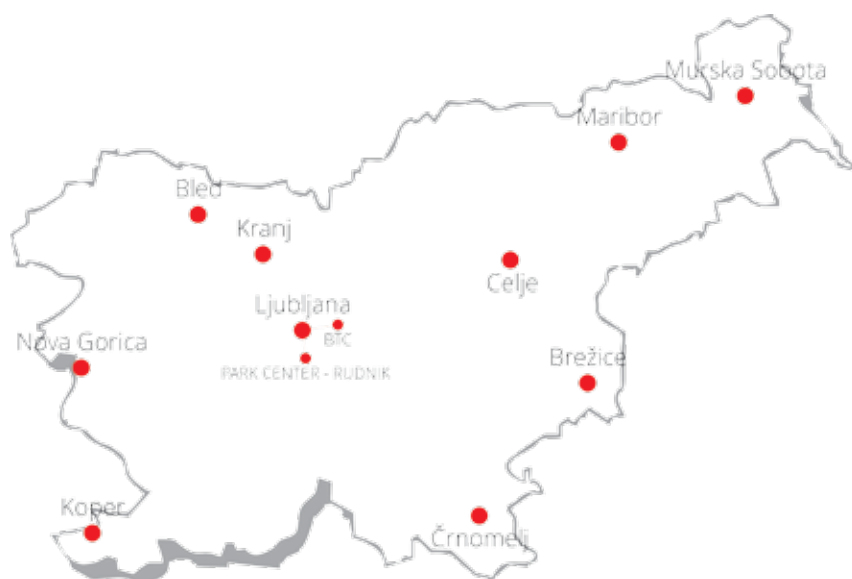 Murska Sobota
Maribor
Bled
Kranj
Celje
Ljubljana
BTC
Nova Gorica
Brežice
PARK CENTER - RUDNIK
Koper
Črnomelj